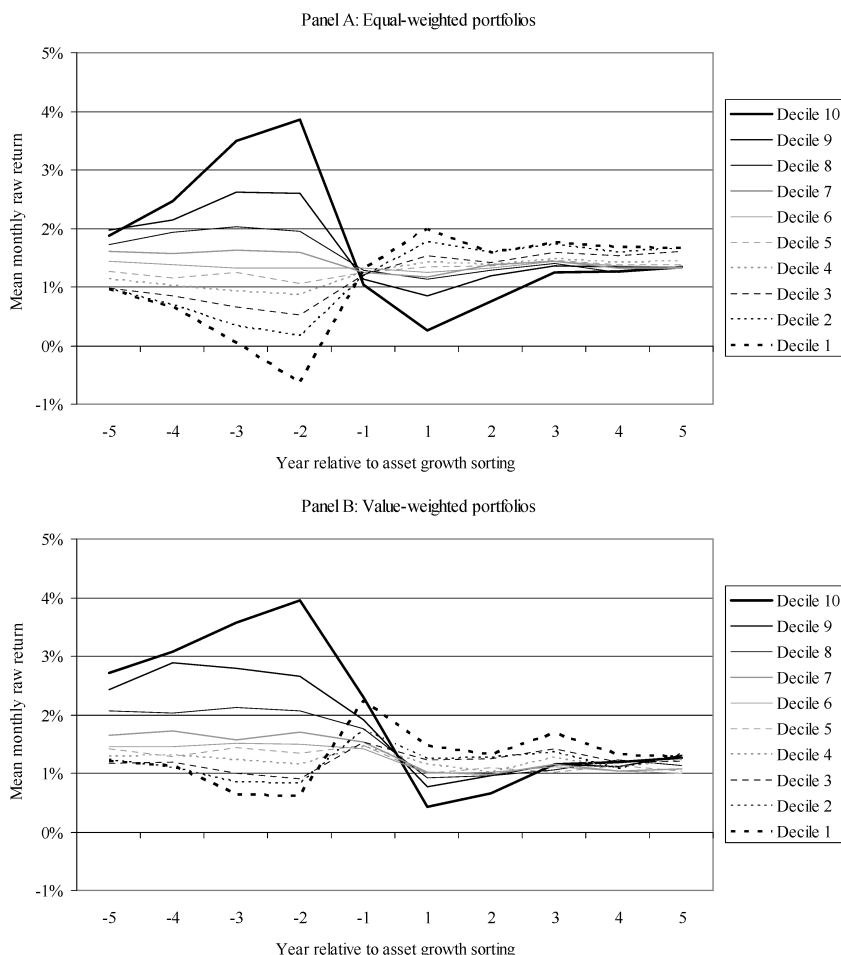 Panel A: Equal-weighted portfolios
5%
4%
3%
2%
1%
0%
-1%
Mean monthly raw return
-5 -4 -3 -2 -1 1 2 3 4 5
Year relative to asset growth sorting
Decile 10
Decile 9
Decile 8
Decile 7
Decile 6
Decile 5
Decile 4
Decile 3
Decile 2
Decile 1
Panel B: Value-weighted portfolios
5%
4%
3%
2%
1%
0%
-1%
Mean monthly raw return
-5 -4 -3 -2 -1 1 2 3 4 5
Year relative to asset growth sorting
Decile 10
Decile 9
Decile 8
Decile 7
Decile 6
Decile 5
Decile 4
Decile 3
Decile 2
Decile 1